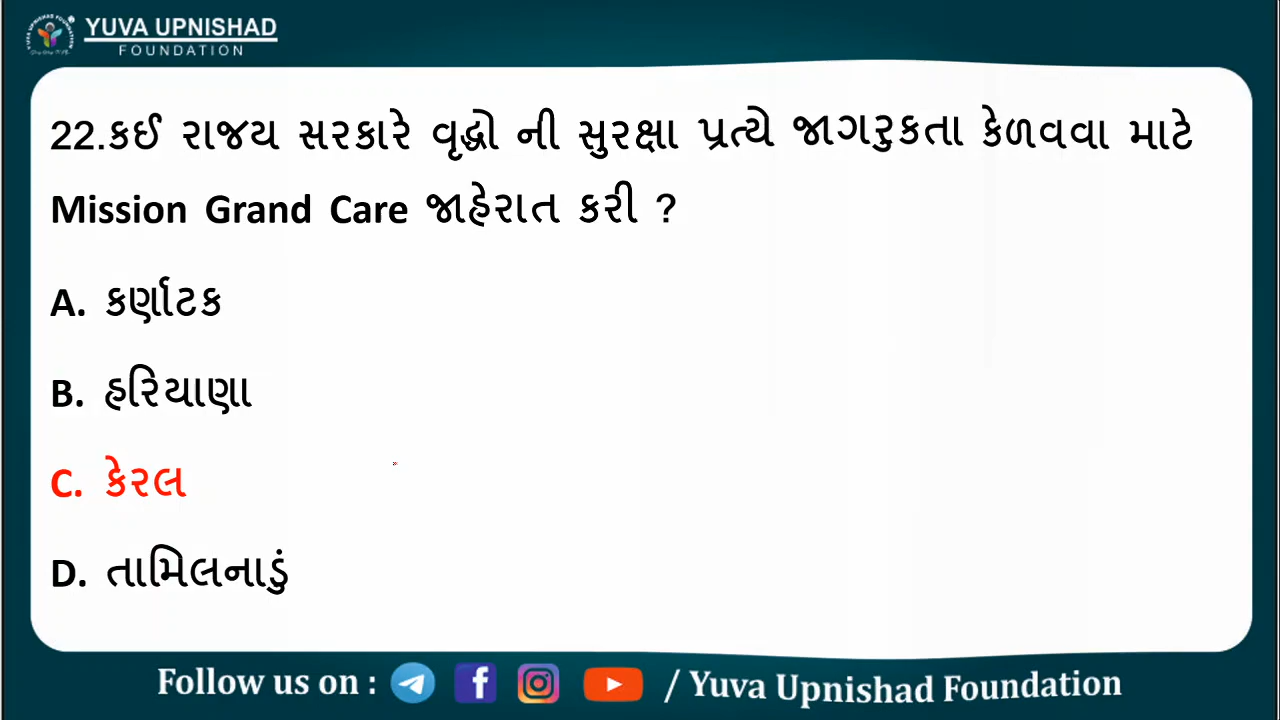 YUVA UPNISHAD
FOUNDATION
22.કઈ રાજ્ય સરકારે વૃદ્ધો ની સુરક્ષા પ્રત્યે જાગરુકતા કેળવવા માટે
Mission Grand Care જાહેરાત કરી ?
A. કર્ણાટક
B. હરિયાણા
C. કેરલ
D. તામિલનાડું
Follow us on : / Yuva Upnishad Foundation